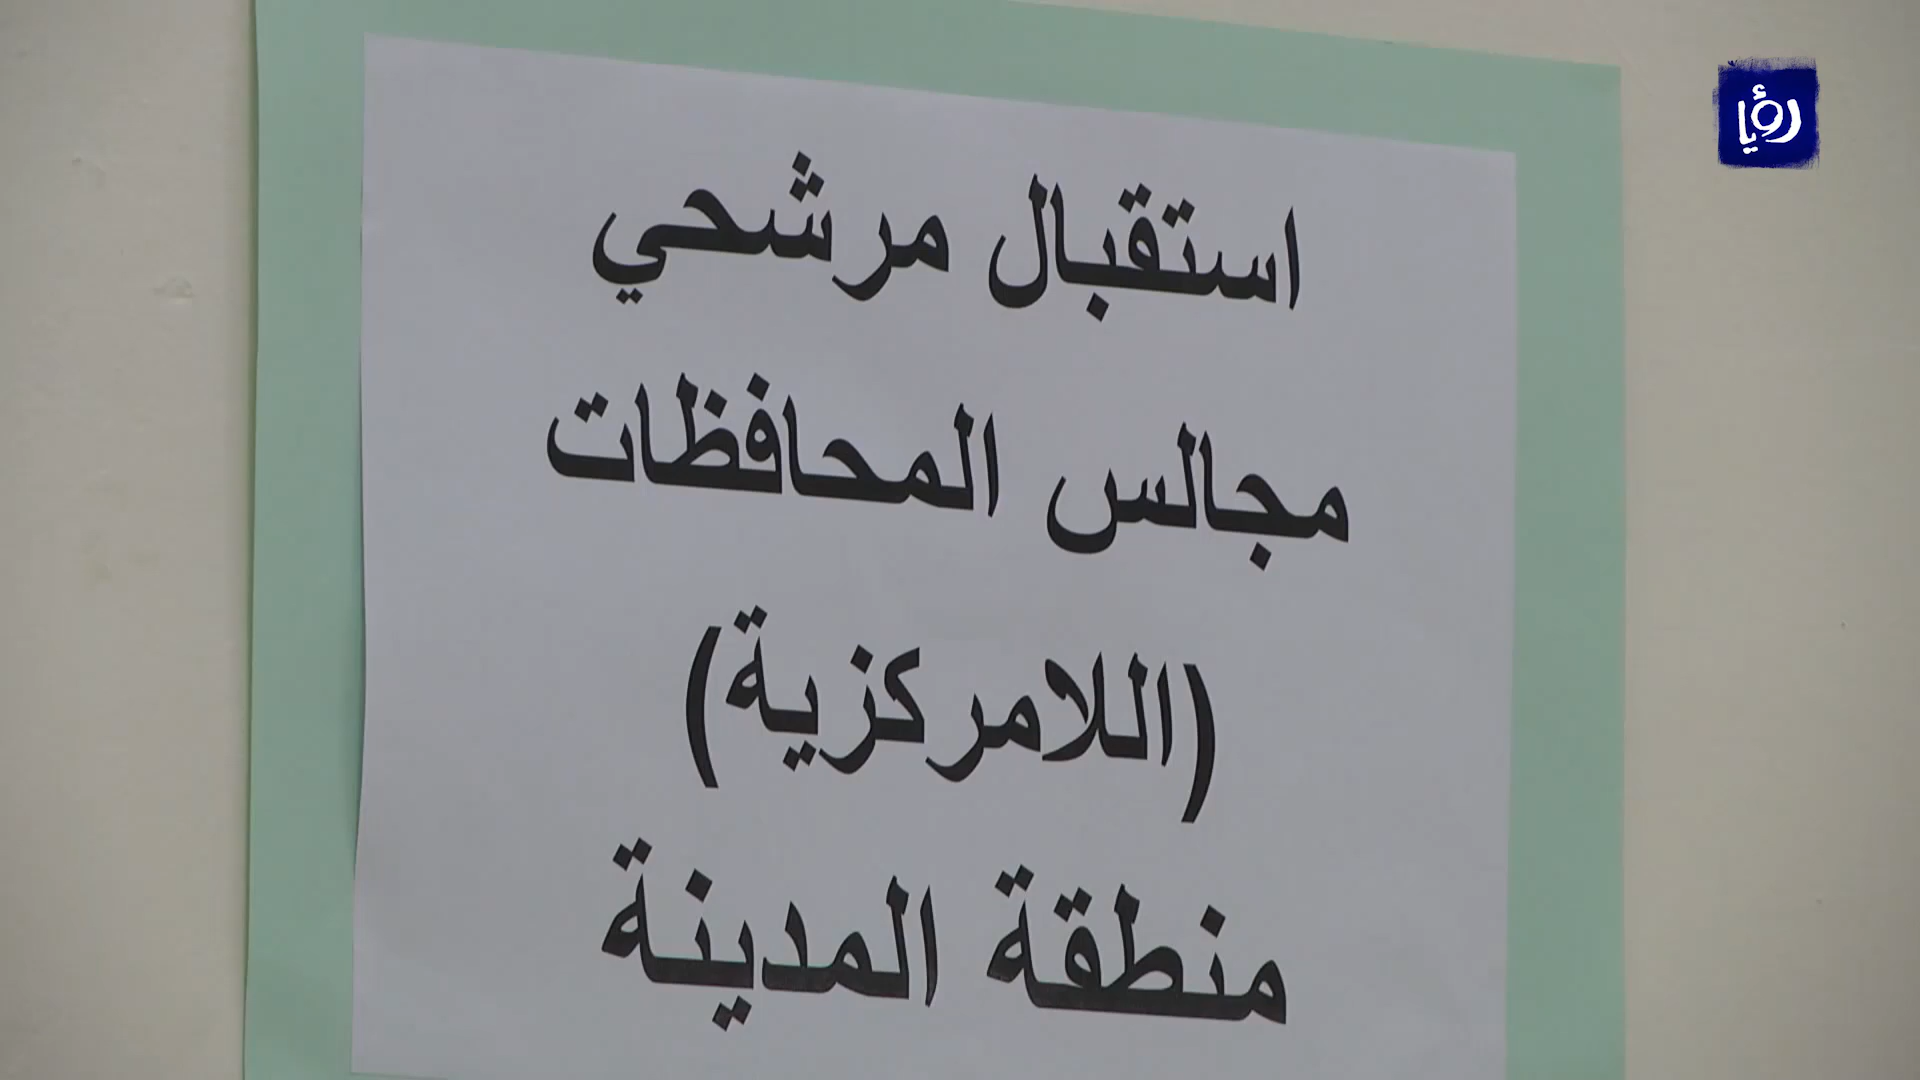 رؤيا
استقبال مرشحي
مجالس المحافظات
(اللامركزية)
منطقة المدينة